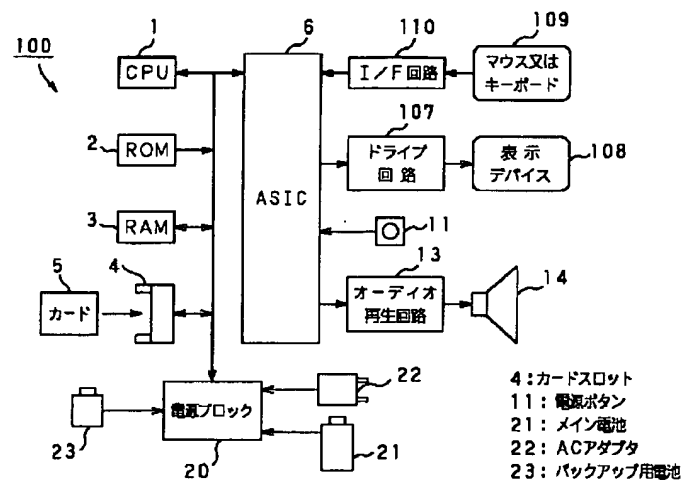 100
1
CPU
6
ASIC
110
I/F回路
109
マウス又は
キーボード
2
ROM
107
ドライブ
回路
表示
デバイス
108
3
RAM
11
5
カード
4
13
オーディオ
再生回路
14
23
電源ブロック
20
22
21
4:カードスロット
11:電源ボタン
21:メイン電池
22:ACアダプタ
23:バックアップ用電池